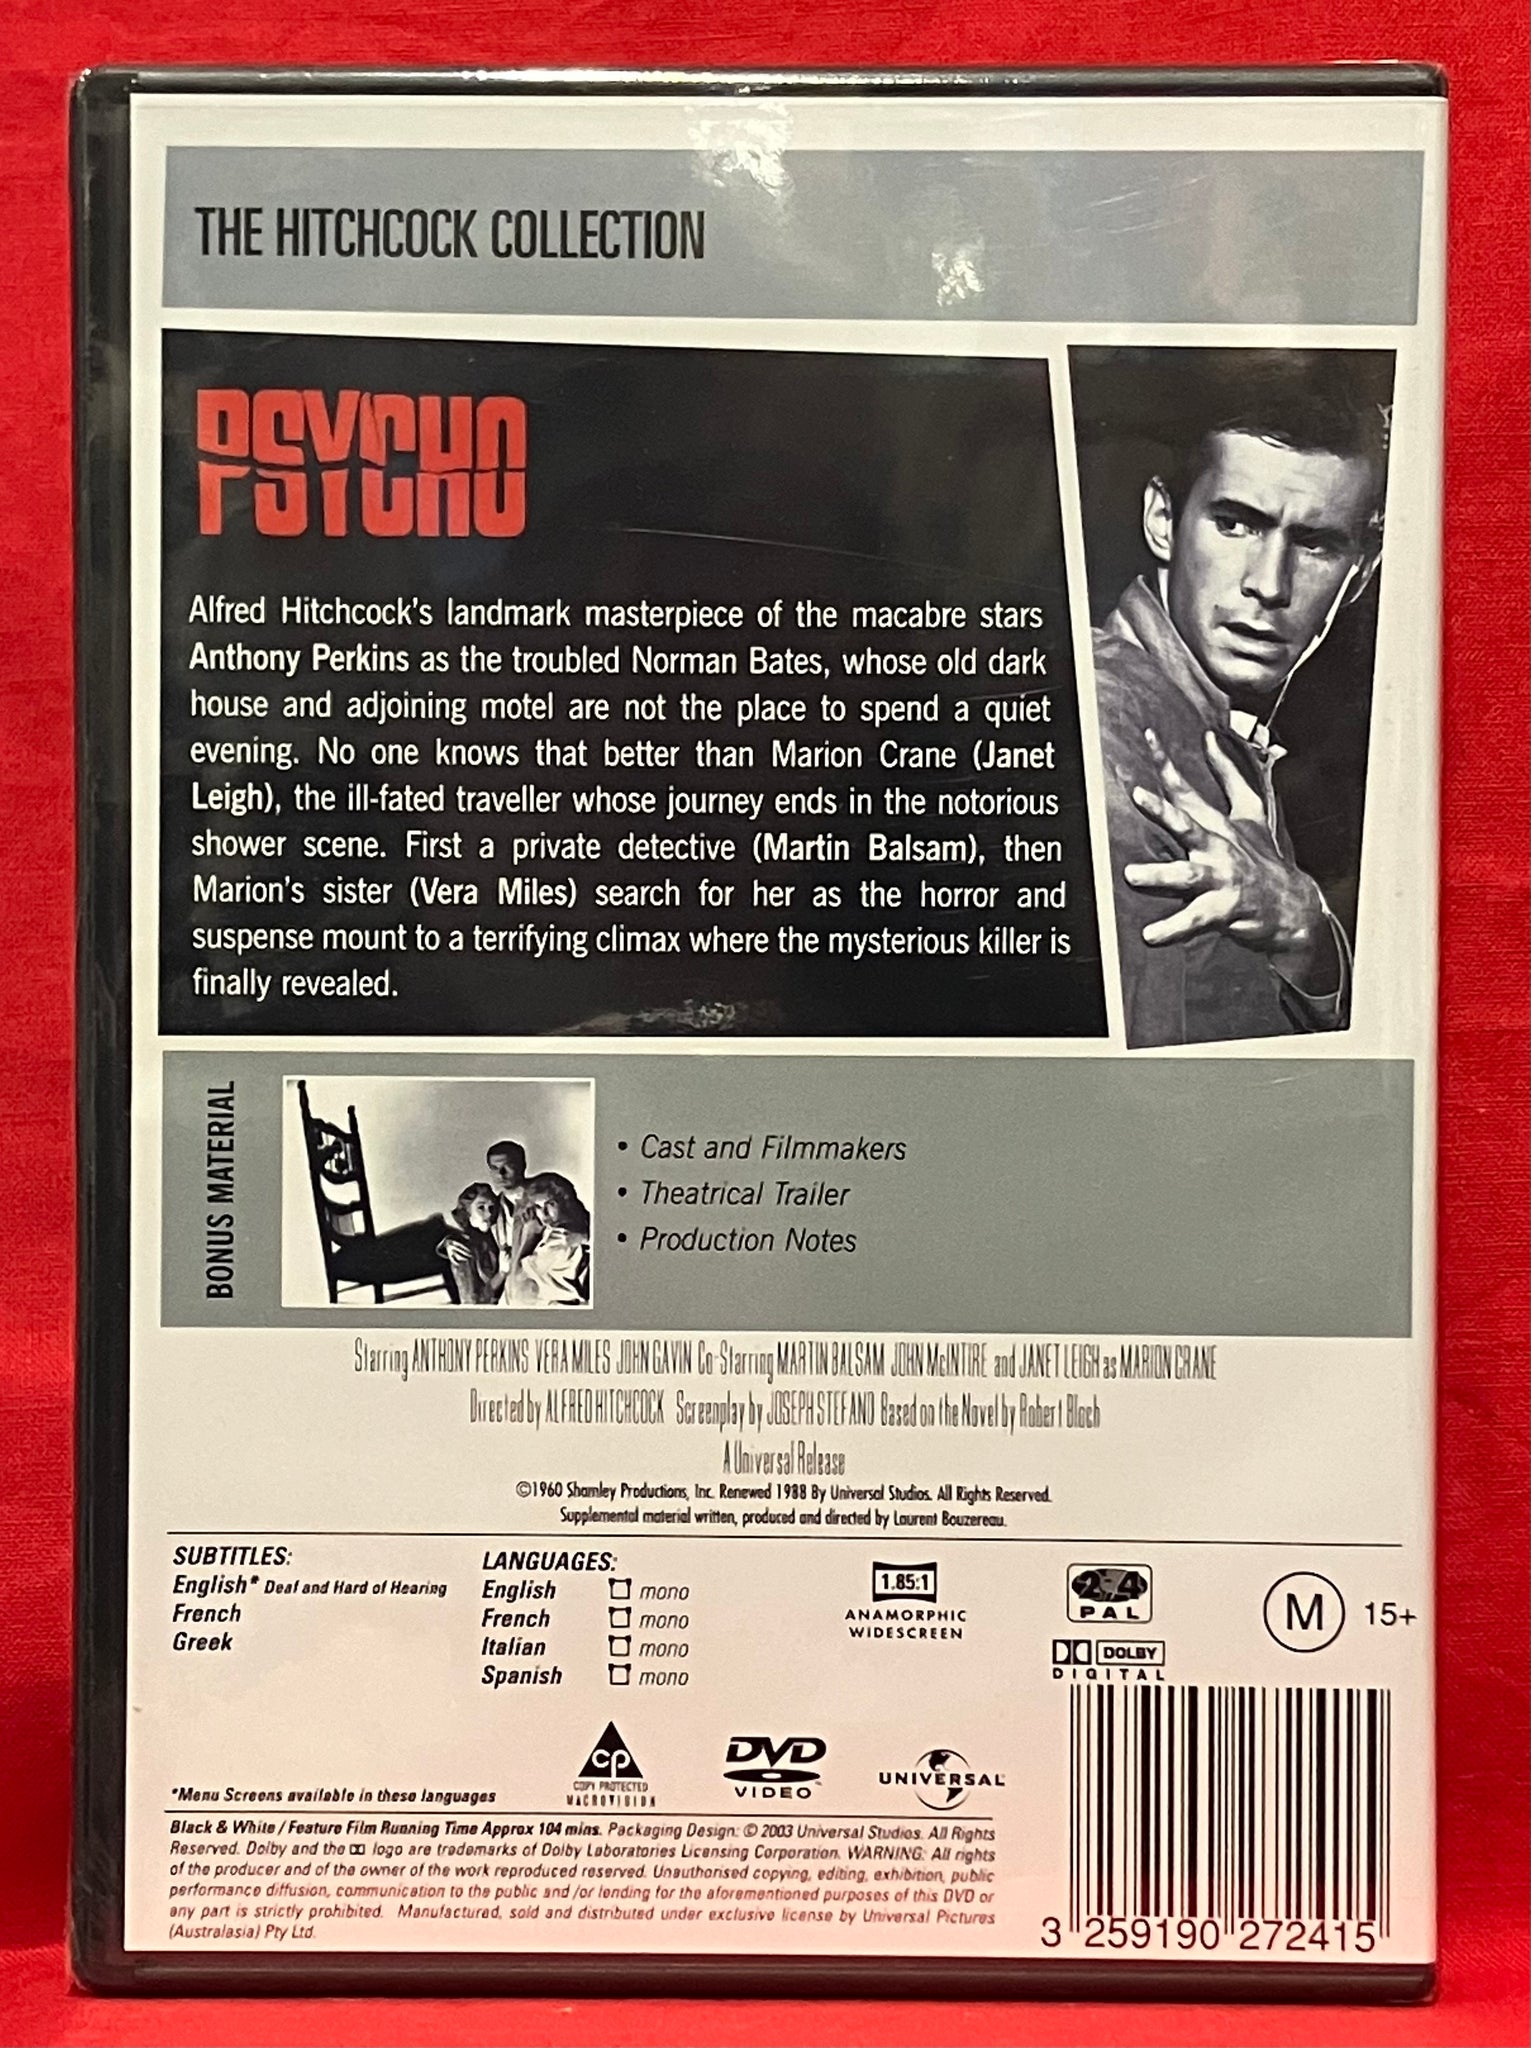 THE HITCHCOCK COLLECTION
PSYCHO
Alfred Hitchcock's landmark masterpiece of the macabre stars
Anthony Perkins as the troubled Norman Bates, whose old dark
house and adjoining motel are not the place to spend a quiet
evening. No one knows that better than Marion Crane (Janet
Leigh), the ill-fated traveller whose journey ends in the notorious
shower scene. First a private detective (Martin Balsam), then
Marion's sister (Vera Miles) search for her as the horror and
suspense mount to a terrifying climax where the mysterious killer is
finally revealed.
BONUS MATERIAL
• Cast and Filmmakers
• Theatrical Trailer
• Production Notes
Starring ANTHONY PERKINS VERA MILES JOHN GAVIN Co-Starring MARTIN BALSAM JOHN McINTIRE and JANET LEIGH as MARION CRANE
Directed by ALFRED HITCHCOCK Screenplay by JOSEPH STEFANO Based on the Novel by Robert Bloch
A Universal Release
©1960 Shamley Productions, Inc. Renewed 1988 By Universal Studios. All Rights Reserved.
Supplemental material written, produced and directed by Laurent Bouzereau.
SUBTITLES:
English* Deaf and Hard of Hearing
French
Greek
LANGUAGES:
English mono
French mono
Italian mono
Spanish mono
1.85:1
ANAMORPHIC
WIDESCREEN
2 4
PAL
DOLBY
DIGITAL
M 15+
*Menu Screens available in these languages
cp
COPY PROTECTED
MACROVISION
DVD
VIDEO
UNIVERSAL
Black & White / Feature Film Running Time Approx 104 mins. Packaging Design: © 2003 Universal Studios. All Rights
Reserved. Dolby and the logo are trademarks of Dolby Laboratories Licensing Corporation. WARNING: All rights
of the producer and of the owner of the work reproduced reserved. Unauthorised copying, editing, exhibition, public
performance diffusion, communication to the public and /or lending for the aforementioned purposes of this DVD or
any part is strictly prohibited. Manufactured, sold and distributed under exclusive license by Universal Pictures
(Australasia) Pty Ltd.
3 259190 272415